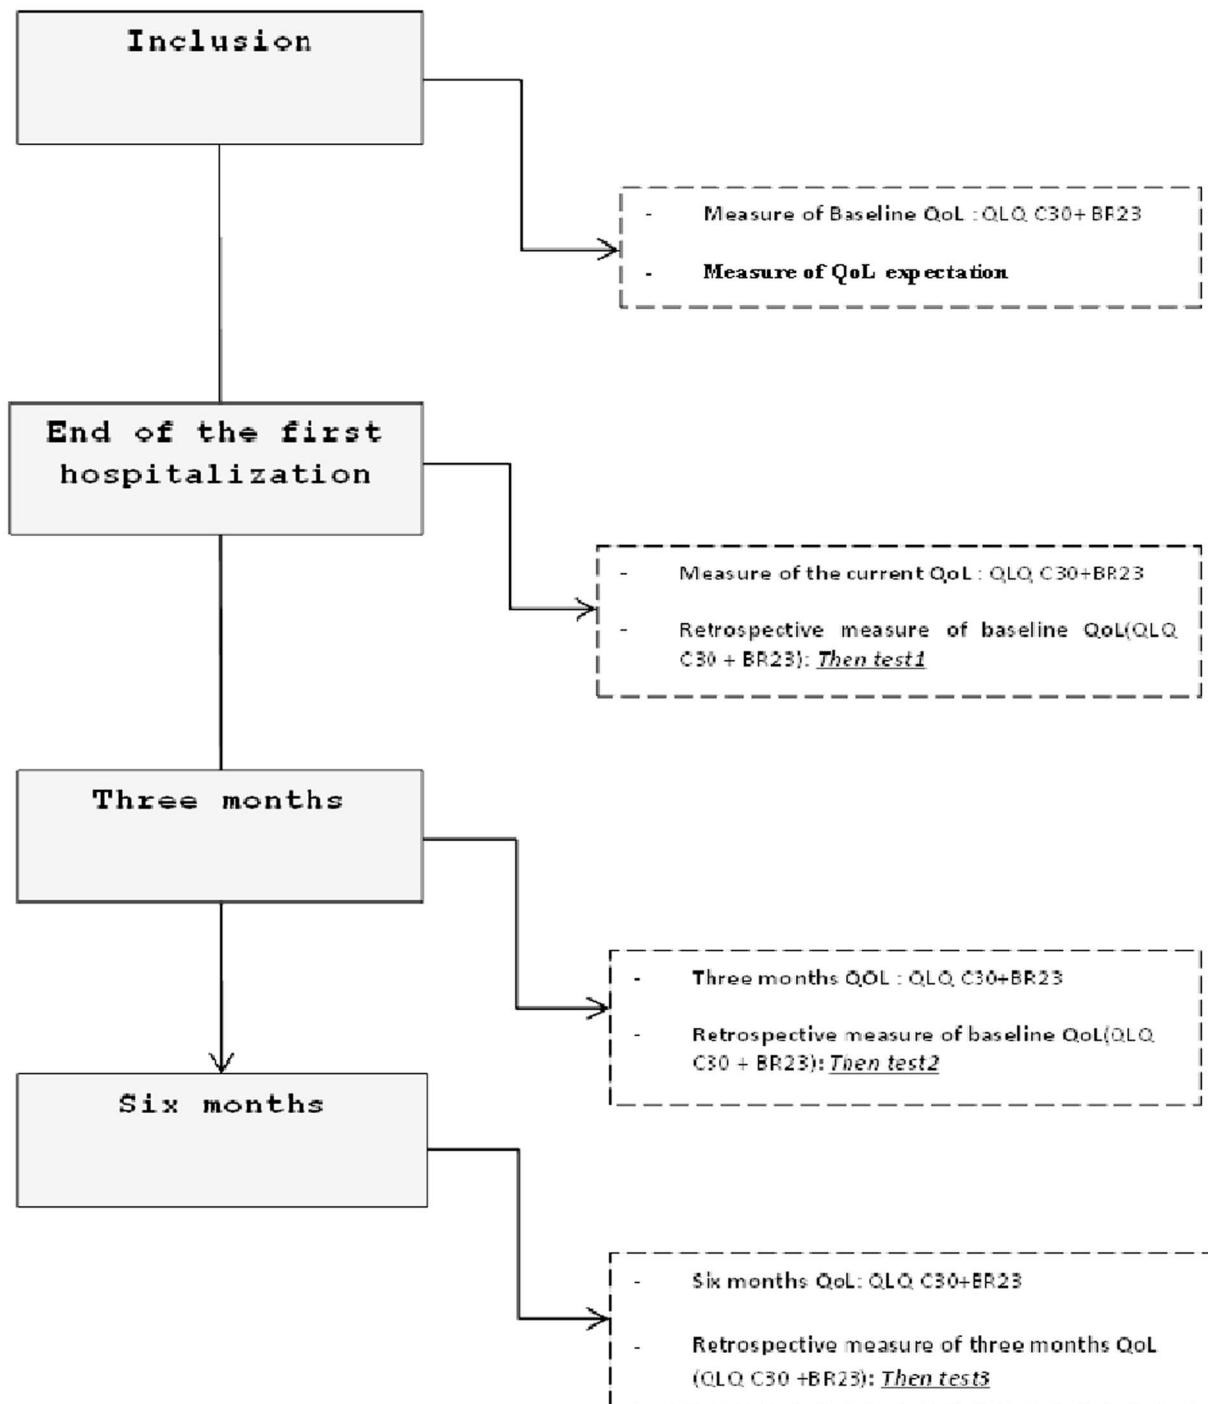 Inclusion
- Measure of Baseline QoL : QLQ C30+ BR23
- Measure of QoL expectation
End of the first
hospitalization
- Measure of the current QoL : QLQ C30+BR23
- Retrospective measure of baseline QoL(QLQ
C30 + BR23): Then test1
Three months
- Three months QOL : QLQ C30+BR23
- Retrospective measure of baseline QoL(QLQ
C30 + BR23): Then test2
Six months
- Six months QoL: QLQ C30+BR23
- Retrospective measure of three months QoL
(QLQ C30 +BR23): Then test3